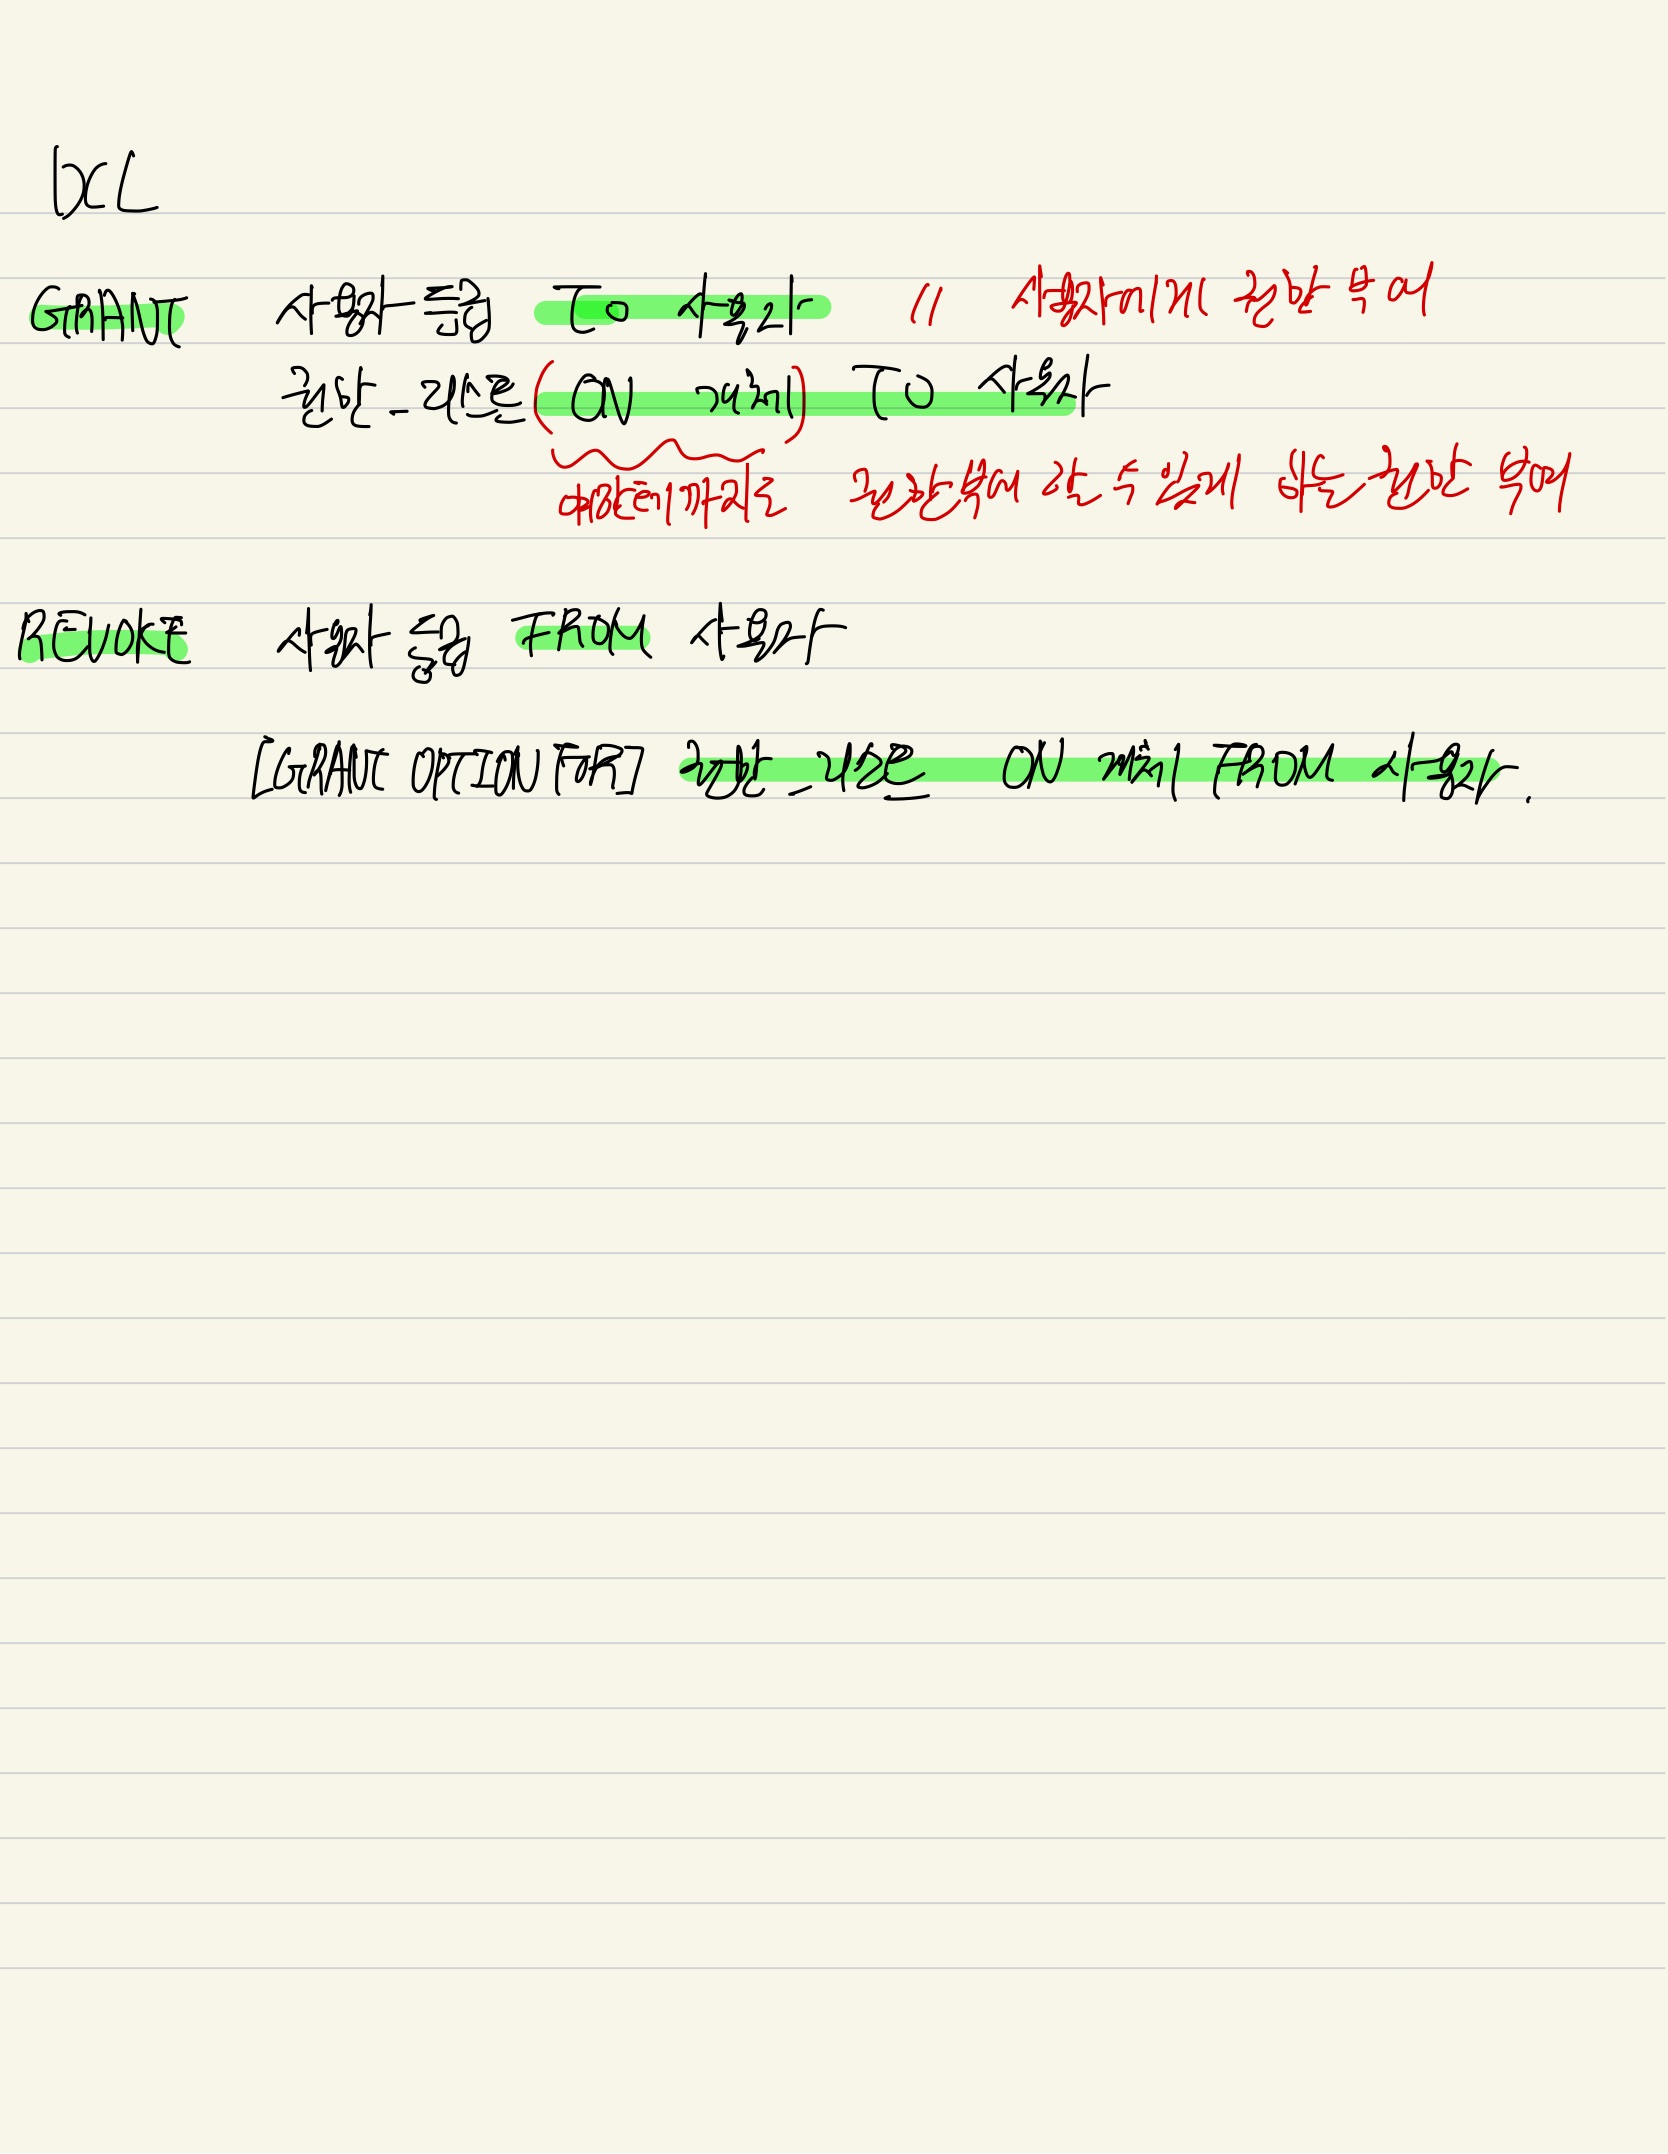 DCL
GRANT 사용자 등급 TO 사용자 // 사용자에게 권한 부여
권한_리스트 (ON 개체) TO 사용자
한테까지도 권한부여 할 수 있게 하는 권한 부여
REVOKE 사용자 등급 FROM 사용자
[GRANT OPTION FOR] 권한_리스트 ON 개체 FROM 사용자.